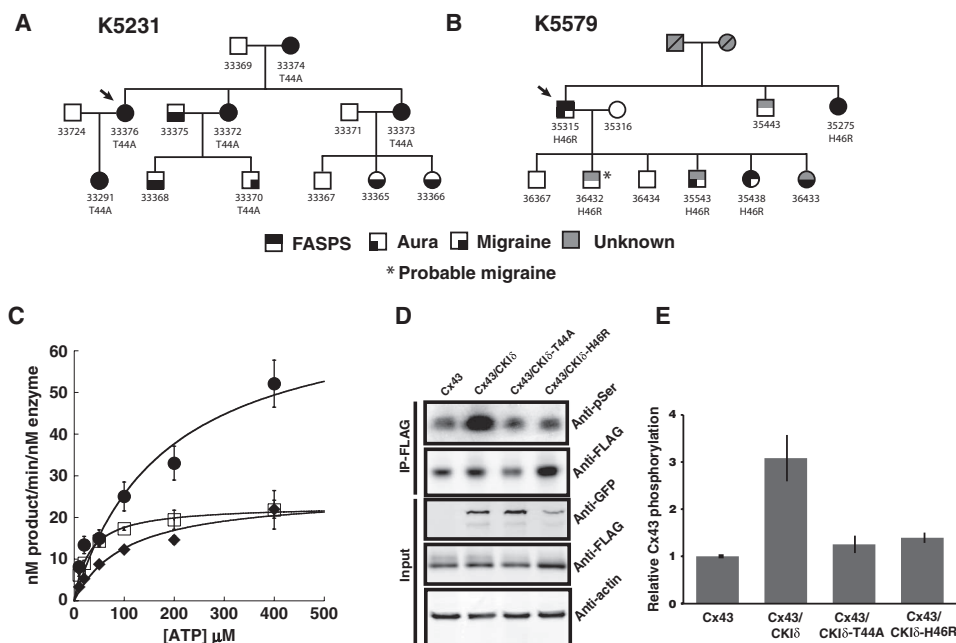 A K5231
33369 33374
T44A
33724 33376 33375 33372 33371 33373
T44A T44A T44A
33291 33368 33370 33367 33365 33366
T44A T44A
B K5579
35315 35316 35443 35275
H46R H46R
36367 36432 * 36434 35543 35438 36433
H46R H46R H46R
FASPS Aura Migraine Unknown
* Probable migraine
C
nM product/min/nM enzyme
60
50
40
30
20
10
0
0 100 200 300 400 500
[ATP] µM
D
Cx43 Cx43/CKIδ Cx43/CKIδ-T44A Cx43/CKIδ-H46R
IP-FLAG
Anti-pSer
Anti-FLAG
Input
Anti-GFP
Anti-FLAG
Anti-actin
E
Relative Cx43 phosphorylation
4
3
2
1
0
Cx43 Cx43/ Cx43/ Cx43/
CKIδ CKIδ-T44A CKIδ-H46R